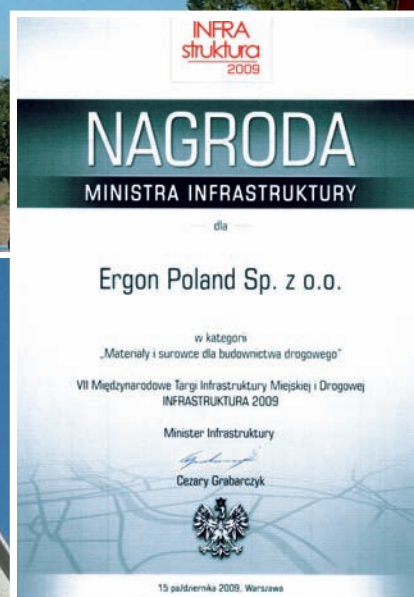 INFRA
struktura
2009
NAGRODA
MINISTRA INFRASTRUKTURY
dla
Ergon Poland Sp. z o.o.
w kategorii
„Materiały i surowce dla budownictwa drogowego”
VII Międzynarodowe Targi Infrastruktury Miejskiej i Drogowej
INFRASTRUKTURA 2009
Minister Infrastruktury
Cezary Grabarczyk
15 października 2009, Warszawa